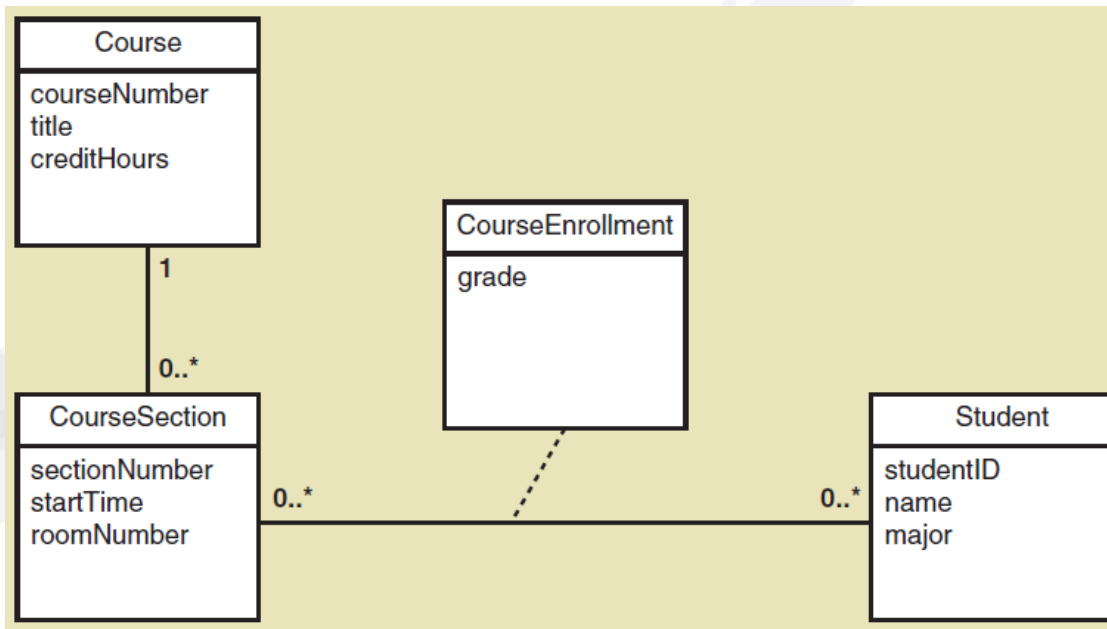 Course
courseNumber
title
creditHours
1
0..*
CourseEnrollment
grade
CourseSection
sectionNumber
startTime
roomNumber
0..*
0..*
Student
studentID
name
major